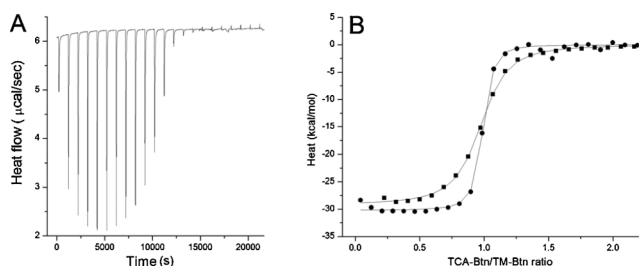 A
B
Heat flow (μcal/sec)
6
5
4
3
2
0 5000 10000 15000 20000
Time (s)
Heat (kcal/mol)
0
-5
-10
-15
-20
-25
-30
-35
0.0 0.5 1.0 1.5 2.0
TCA-Btn/TM-Btn ratio